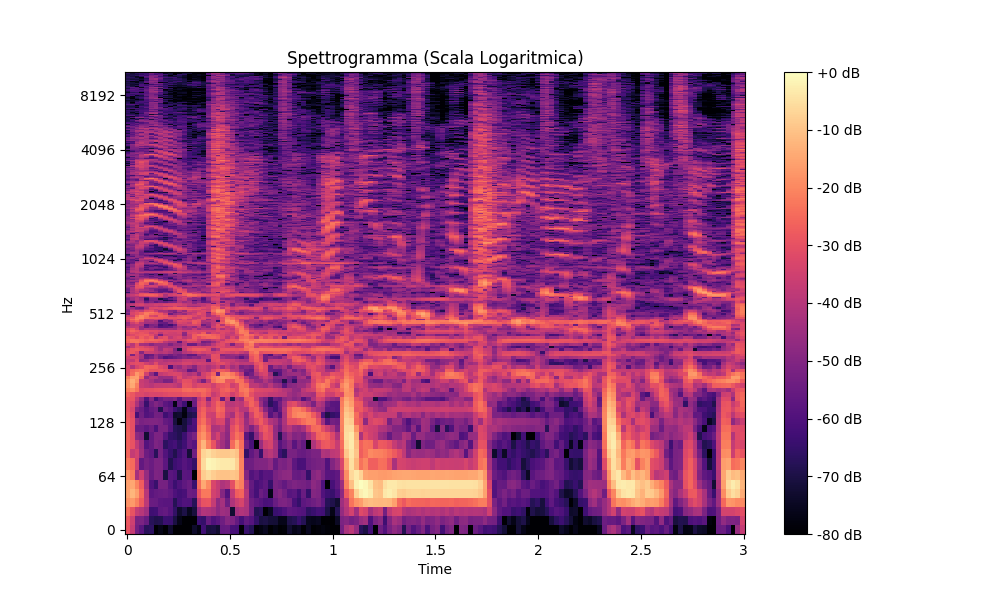 Spettrogramma (Scala Logaritmica)
Hz
8192
4096
2048
1024
512
256
128
64
0
0 0.5 1 1.5 2 2.5 3
Time
+0 dB
-10 dB
-20 dB
-30 dB
-40 dB
-50 dB
-60 dB
-70 dB
-80 dB